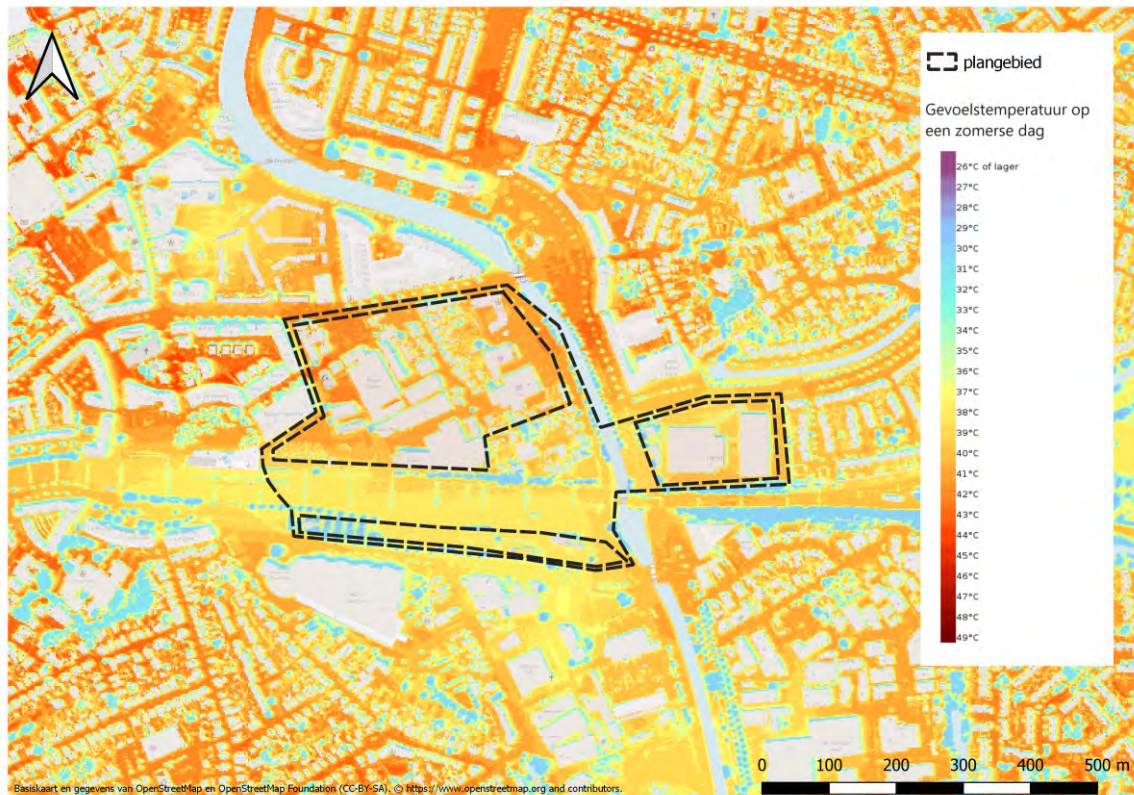 plangebied
Gevoelstemperatuur op
een zomerse dag
26°C of lager
27°C
28°C
29°C
30°C
31°C
32°C
33°C
34°C
35°C
36°C
37°C
38°C
39°C
40°C
41°C
42°C
43°C
44°C
45°C
46°C
47°C
48°C
49°C
0 100 200 300 400 500 m
Basiskaart en gegevens van OpenStreetMap en OpenStreetMap Foundation (CC-BY-SA). © https://www.openstreetmap.org and contributors.